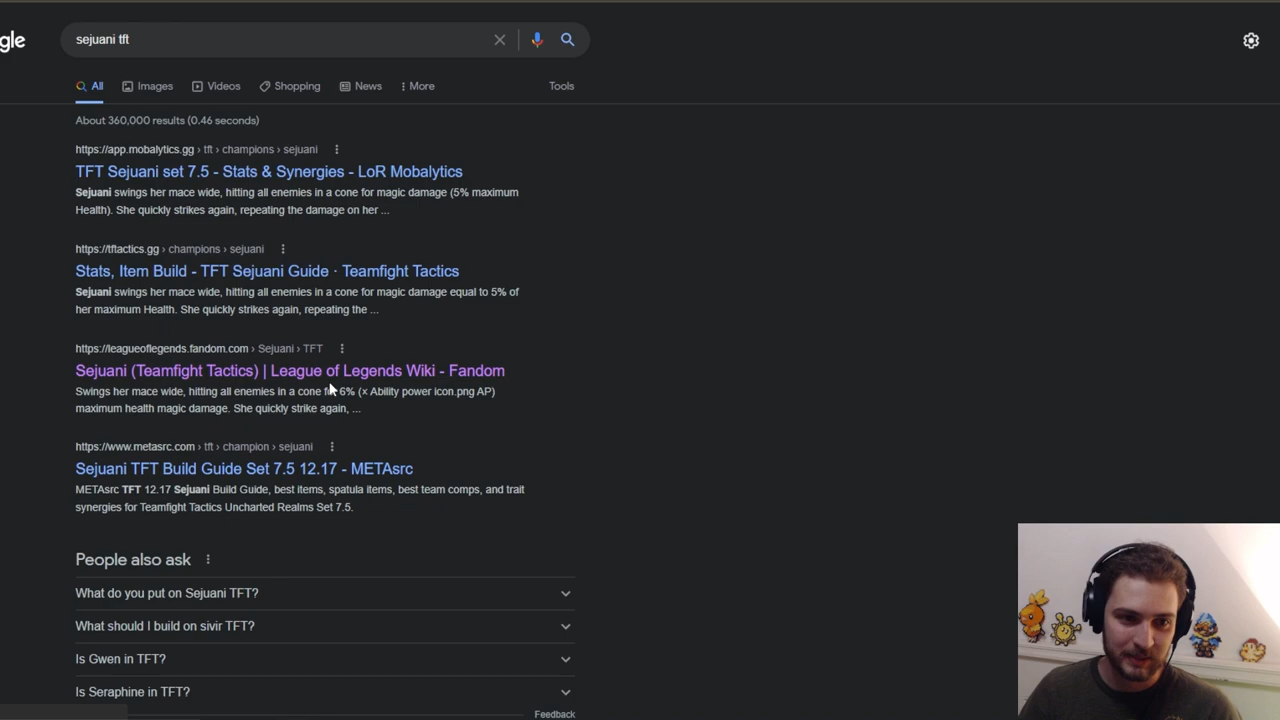 gle
sejuani tft
All Images Videos Shopping News More Tools
About 360,000 results (0.46 seconds)
https://app.mobalytics.gg › tft › champions › sejuani
TFT Sejuani set 7.5 - Stats & Synergies - LoR Mobalytics
Sejuani swings her mace wide, hitting all enemies in a cone for magic damage (5% maximum
Health). She quickly strikes again, repeating the damage on her ...
https://tftactics.gg › champions › sejuani
Stats, Item Build - TFT Sejuani Guide · Teamfight Tactics
Sejuani swings her mace wide, hitting all enemies in a cone for magic damage equal to 5% of
her maximum Health. She quickly strikes again, repeating the ...
https://leagueoflegends.fandom.com › Sejuani › TFT
Sejuani (Teamfight Tactics) | League of Legends Wiki - Fandom
Swings her mace wide, hitting all enemies in a cone for 6% (× Ability power icon.png AP)
maximum health magic damage. She quickly strike again, ...
https://www.metasrc.com › tft › champion › sejuani
Sejuani TFT Build Guide Set 7.5 12.17 - METAsrc
METAsrc TFT 12.17 Sejuani Build Guide, best items, spatula items, best team comps, and trait
synergies for Teamfight Tactics Uncharted Realms Set 7.5.
People also ask
What do you put on Sejuani TFT?
What should I build on sivir TFT?
Is Gwen in TFT?
Is Seraphine in TFT?
Feedback